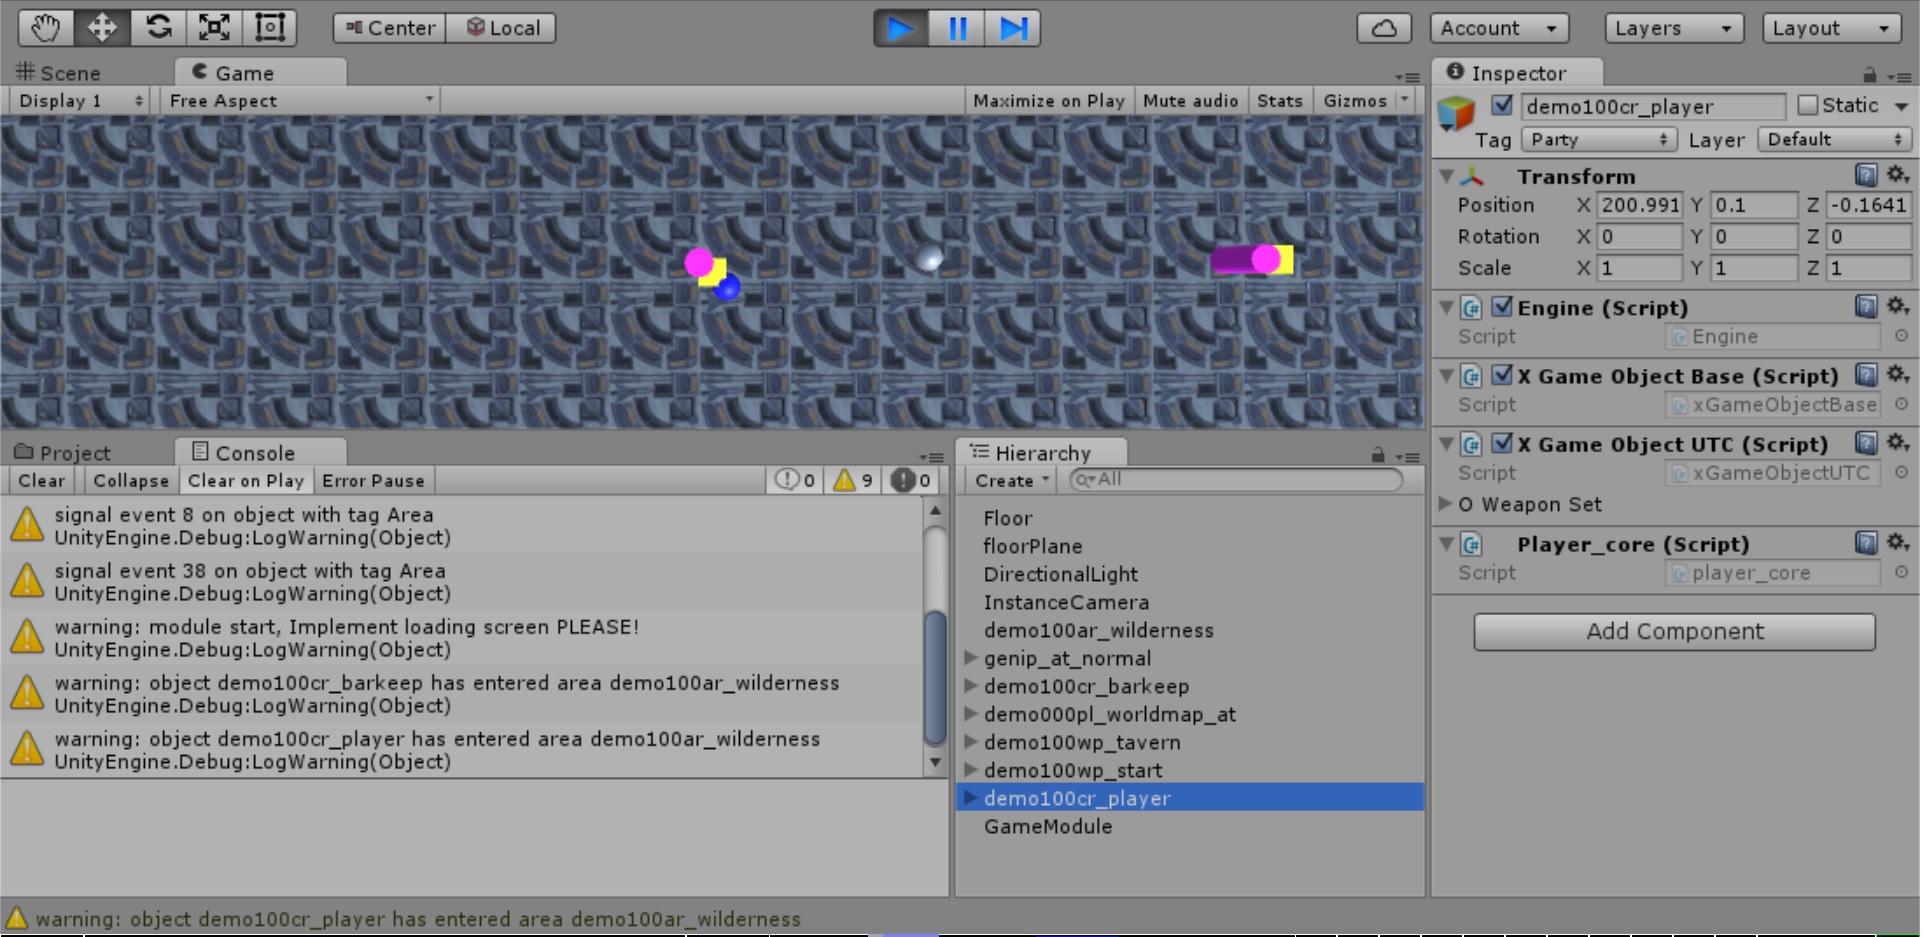 Center Local Account Layers Layout
Scene Game
Display 1 Free Aspect Maximize on Play Mute audio Stats Gizmos
Project Console
Clear Collapse Clear on Play Error Pause 0 9 0
signal event 8 on object with tag Area
UnityEngine.Debug:LogWarning(Object)
signal event 38 on object with tag Area
UnityEngine.Debug:LogWarning(Object)
warning: module start, Implement loading screen PLEASE!
UnityEngine.Debug:LogWarning(Object)
warning: object demo100cr_barkeep has entered area demo100ar_wilderness
UnityEngine.Debug:LogWarning(Object)
warning: object demo100cr_player has entered area demo100ar_wilderness
UnityEngine.Debug:LogWarning(Object)
Hierarchy
Create All
Floor
floorPlane
DirectionalLight
InstanceCamera
demo100ar_wilderness
genip_at_normal
demo100cr_barkeep
demo000pl_worldmap_at
demo100wp_tavern
demo100wp_start
demo100cr_player
GameModule
Inspector
demo100cr_player Static
Tag Party Layer Default
Transform
Position X 200.991 Y 0.1 Z -0.1641
Rotation X 0 Y 0 Z 0
Scale X 1 Y 1 Z 1
Engine (Script)
Script Engine
X Game Object Base (Script)
Script xGameObjectBase
X Game Object UTC (Script)
Script xGameObjectUTC
O Weapon Set
Player_core (Script)
Script player_core
Add Component
warning: object demo100cr_player has entered area demo100ar_wilderness